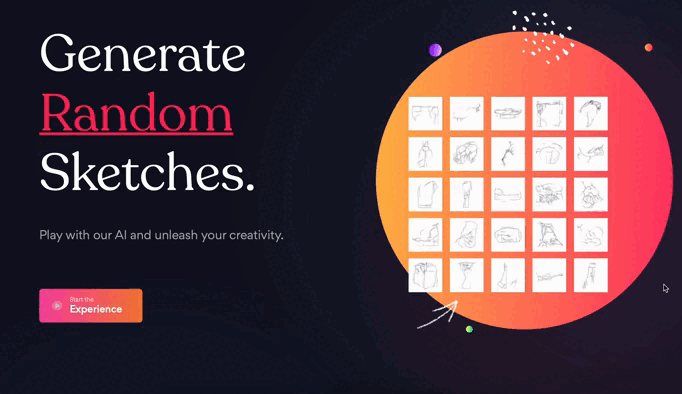 Generate
Random
Sketches.
Play with our AI and unleash your creativity.
Start the
Experience